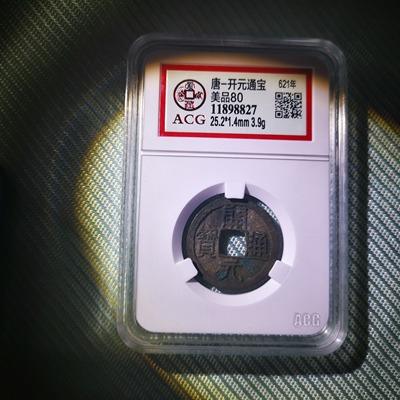 唐-开元通宝
621年
美品80
11898827
ACG
25.2*1.4mm 3.9g
開
通
元
寶
ACG